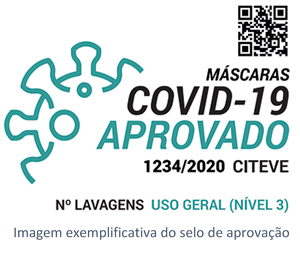 MÁSCARAS
COVID-19
APROVADO
1234/2020 CITEVE
Nº LAVAGENS USO GERAL (NÍVEL 3)
Imagem exemplificativa do selo de aprovação